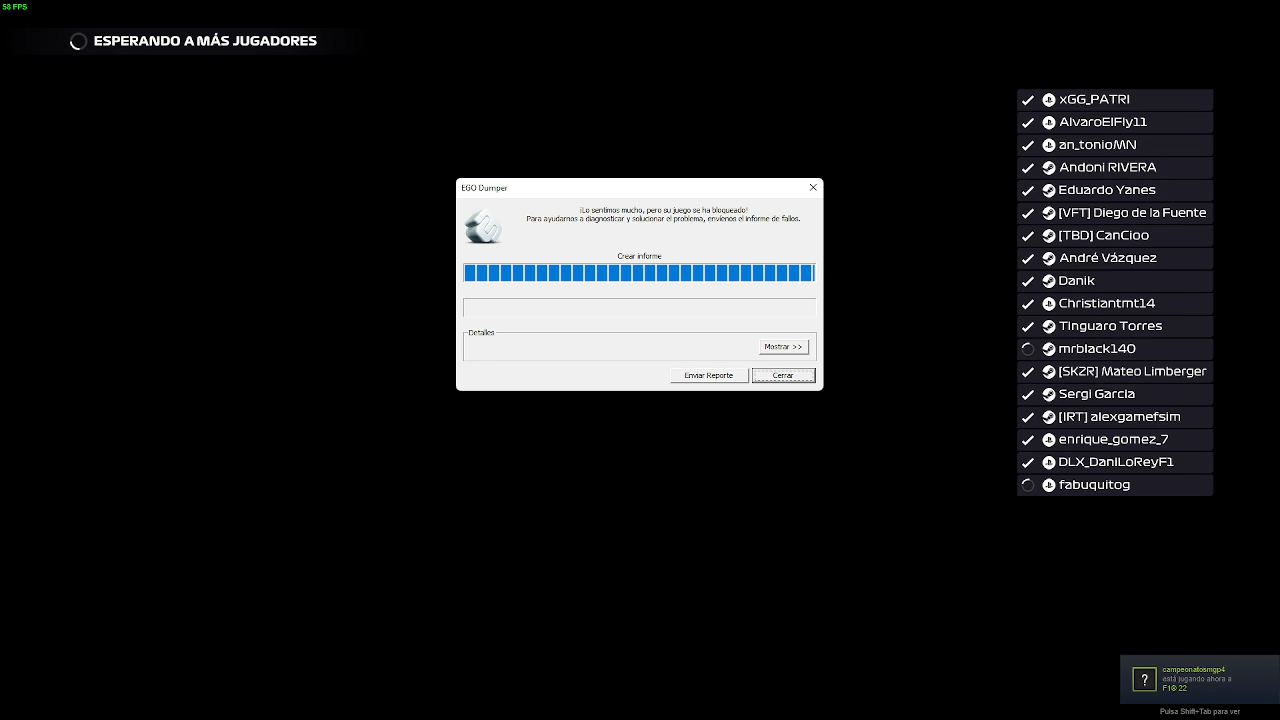 58 FPS
ESPERANDO A MÁS JUGADORES
xGG_PATRI
AlvaroElFly11
an_tonioMN
Andoni RIVERA
Eduardo Yanes
[VFT] Diego de la Fuente
[TBD] CanCioo
André Vázquez
Danik
Christiantmt14
Tinguaro Torres
mrblack140
[SKZR] Mateo Limberger
Sergi Garcia
[IRT] alexgamefsim
enrique_gomez_7
DLX_DaniLoReyF1
fabuquitog
EGO Dumper
¡Lo sentimos mucho, pero su juego se ha bloqueado!
Para ayudarnos a diagnosticar y solucionar el problema, envíenos el informe de fallos.
Crear informe
Detalles
Mostrar >>
Enviar Reporte
Cerrar
?
campeonatosmgp4
está jugando ahora a
F1® 22
Pulsa Shift+Tab para ver